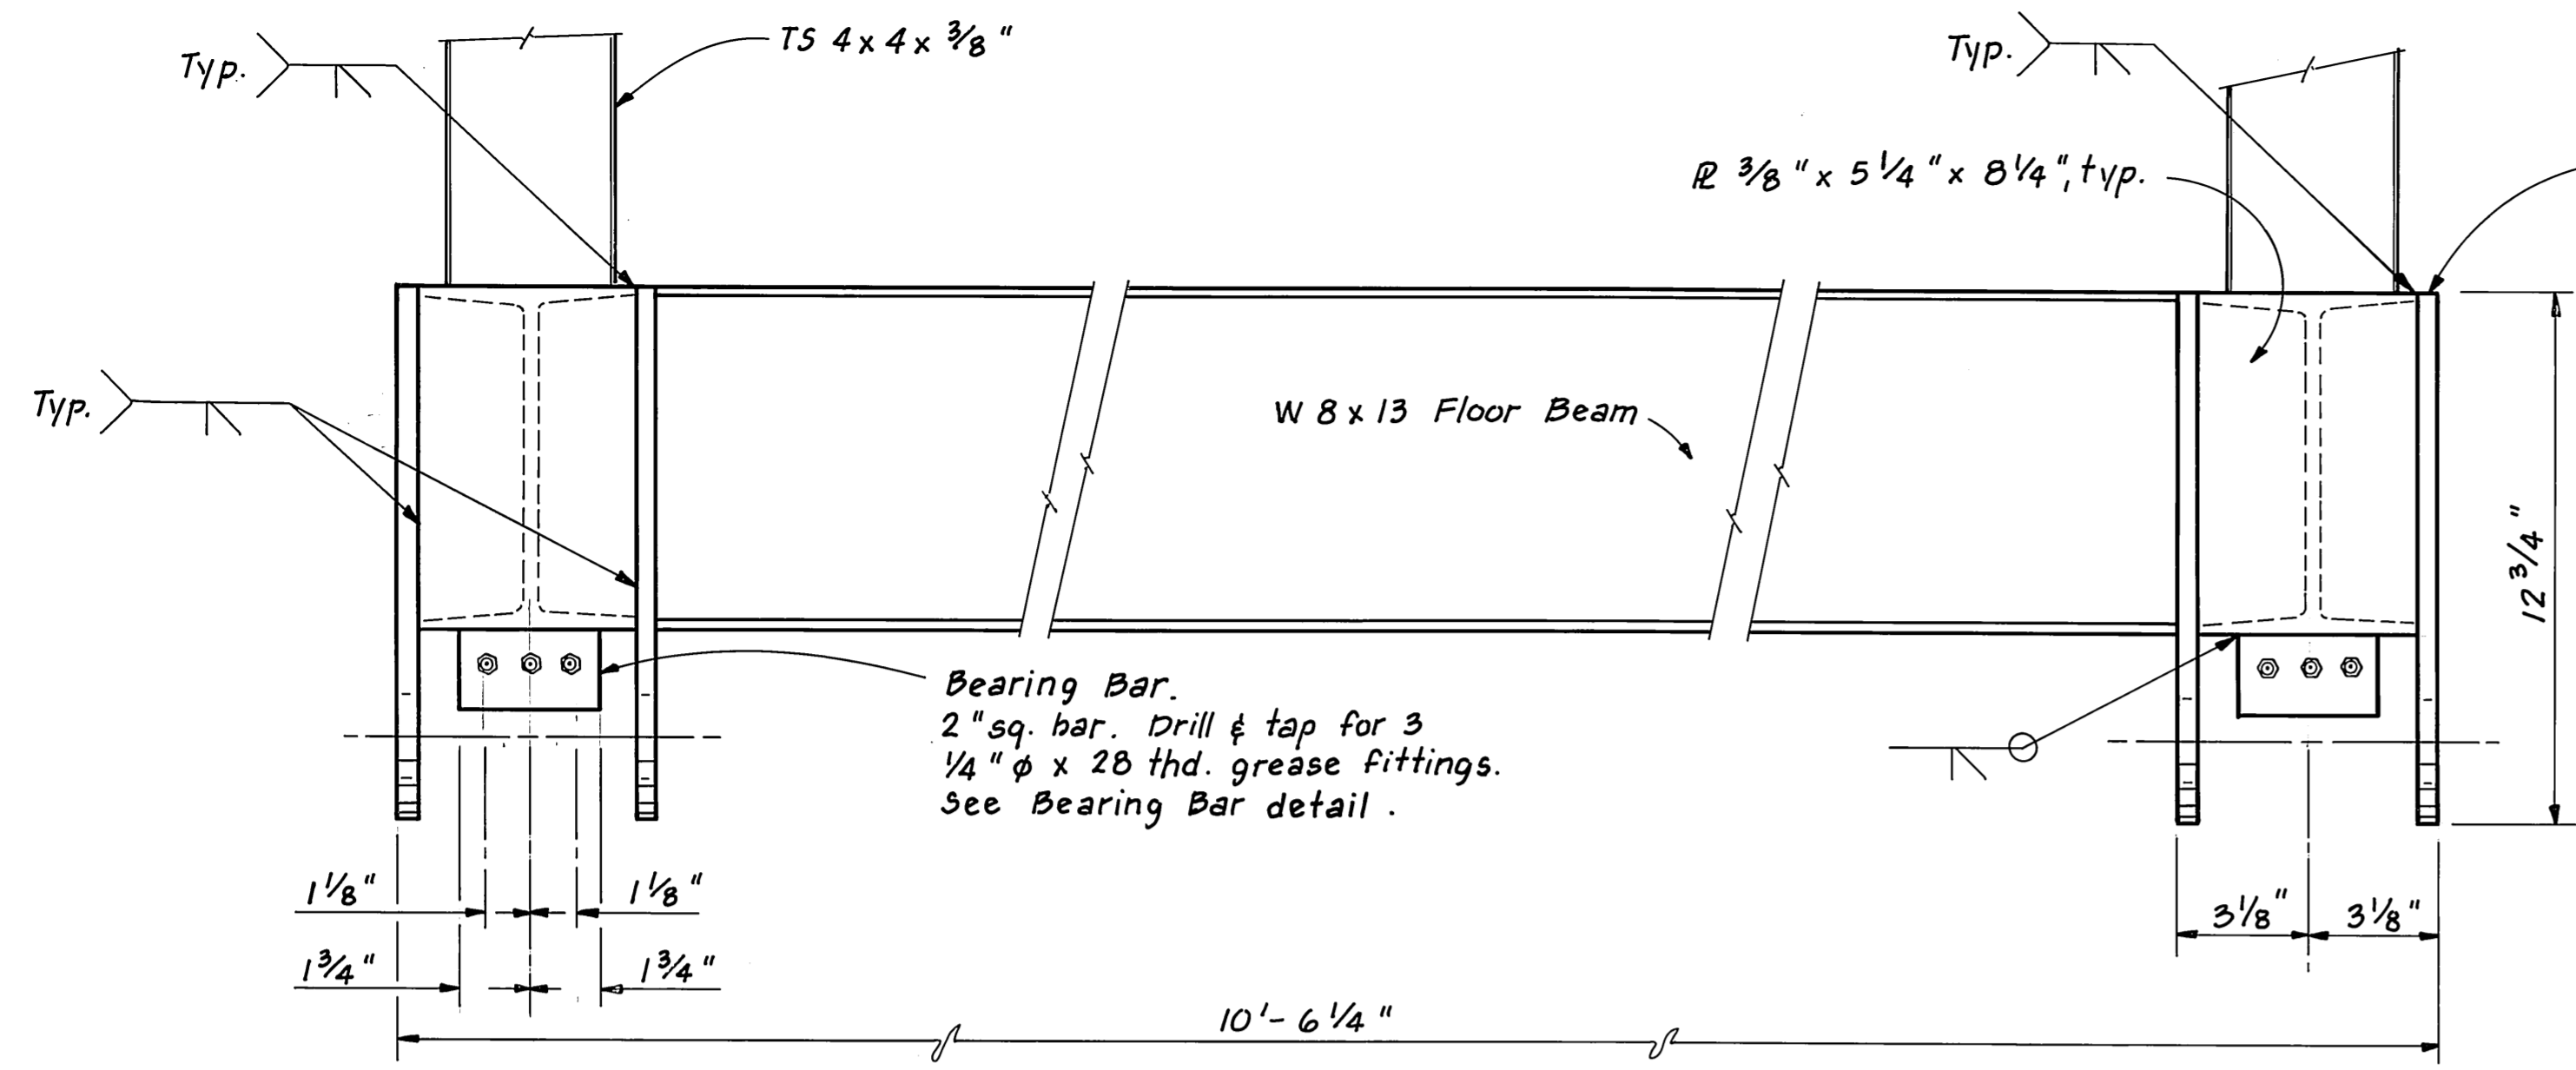 Typ.
TS 4 x 4 x 3/8 "
Typ.
PL 3/8 " x 5 1/4 " x 8 1/4 ", typ.
Typ.
W 8 x 13 Floor Beam
12 3/4 "
Bearing Bar.
2 " sq. bar. Drill & tap for 3
1/4 " ϕ x 28 thd. grease fittings.
See Bearing Bar detail .
1 1/8 "
1 1/8 "
3 1/8 "
3 1/8 "
1 3/4 "
1 3/4 "
10 ' - 6 1/4 "